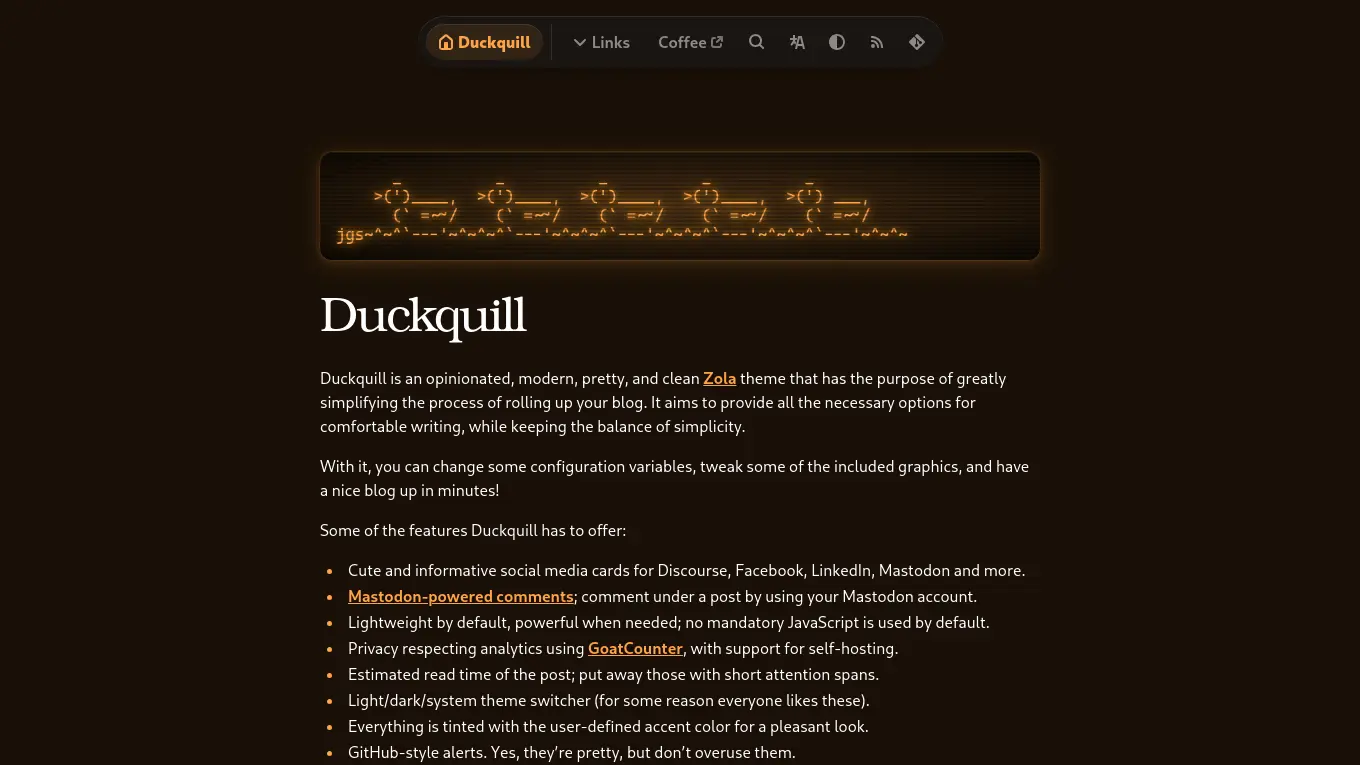 Duckquill
Links
Coffee
      _          _          _          _          _
    >(')____,  >(')____,  >(')____,  >(')____,  >(') ___,
      (` =~~/    (` =~~/    (` =~~/    (` =~~/    (` =~~/
jgs~^~^`---'~^~^~^`---'~^~^~^`---'~^~^~^`---'~^~^~^`---'~^~^~
Duckquill
Duckquill is an opinionated, modern, pretty, and clean Zola theme that has the purpose of greatly
simplifying the process of rolling up your blog. It aims to provide all the necessary options for
comfortable writing, while keeping the balance of simplicity.
With it, you can change some configuration variables, tweak some of the included graphics, and have
a nice blog up in minutes!
Some of the features Duckquill has to offer:
• Cute and informative social media cards for Discourse, Facebook, LinkedIn, Mastodon and more.
• Mastodon-powered comments; comment under a post by using your Mastodon account.
• Lightweight by default, powerful when needed; no mandatory JavaScript is used by default.
• Privacy respecting analytics using GoatCounter, with support for self-hosting.
• Estimated read time of the post; put away those with short attention spans.
• Light/dark/system theme switcher (for some reason everyone likes these).
• Everything is tinted with the user-defined accent color for a pleasant look.
• GitHub-style alerts. Yes, they’re pretty, but don’t overuse them.